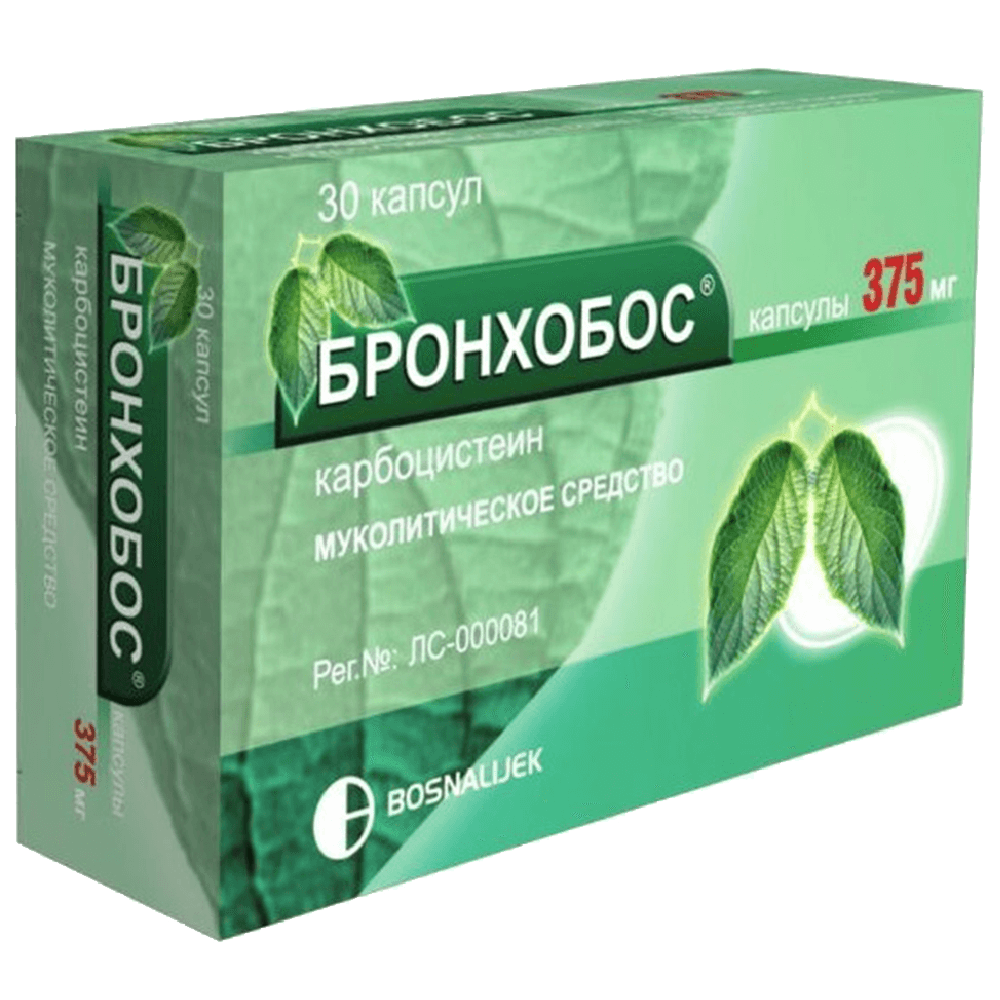 БРОНХОБОС®
30 капсул
БРОНХОБОС®
капсулы 375 мг
карбоцистеин
МУКОЛИТИЧЕСКОЕ СРЕДСТВО
Рег.№: ЛС-000081
BOSNALIJEK
30 капсул
БРОНХОБОС®
карбоцистеин
МУКОЛИТИЧЕСКОЕ СРЕДСТВО
капсулы
375 мг